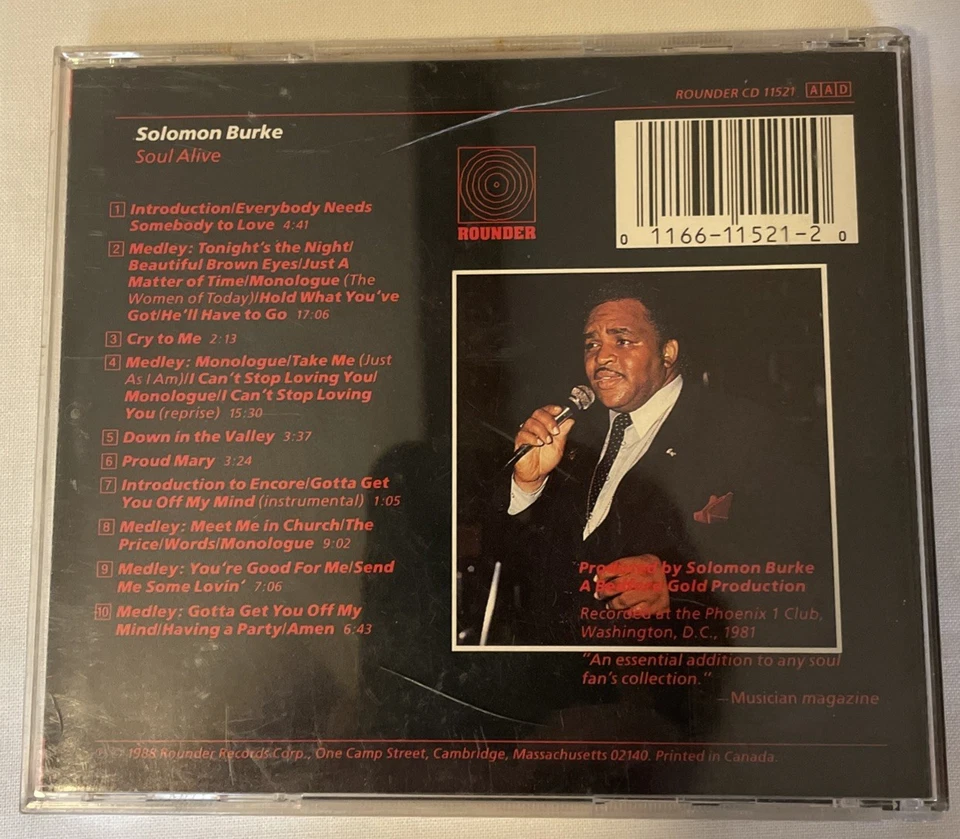 ROUNDER CD 11521 AAD
Solomon Burke
Soul Alive
1 Introduction/Everybody Needs
Somebody to Love 4:41
2 Medley: Tonight's the Night/
Beautiful Brown Eyes/Just A
Matter of Time/Monologue (The
Women of Today)/Hold What You've
Got/He'll Have to Go 17:06
3 Cry to Me 2:13
4 Medley: Monologue/Take Me (Just
As I Am)/I Can't Stop Loving You/
Monologue/I Can't Stop Loving
You (reprise) 15:30
5 Down in the Valley 3:37
6 Proud Mary 3:24
7 Introduction to Encore/Gotta Get
You Off My Mind (instrumental) 1:05
8 Medley: Meet Me in Church/The
Price/Words/Monologue 9:02
9 Medley: You're Good For Me/Send
Me Some Lovin' 7:06
10 Medley: Gotta Get You Off My
Mind/Having a Party/Amen 6:43
ROUNDER
0 1166-11521-2 0
Produced by Solomon Burke
A Gold Production
Recorded at the Phoenix 1 Club,
Washington, D.C., 1981
"An essential addition to any soul
fan's collection."
—Musician magazine
1988 Rounder Records Corp., One Camp Street, Cambridge, Massachusetts 02140. Printed in Canada.